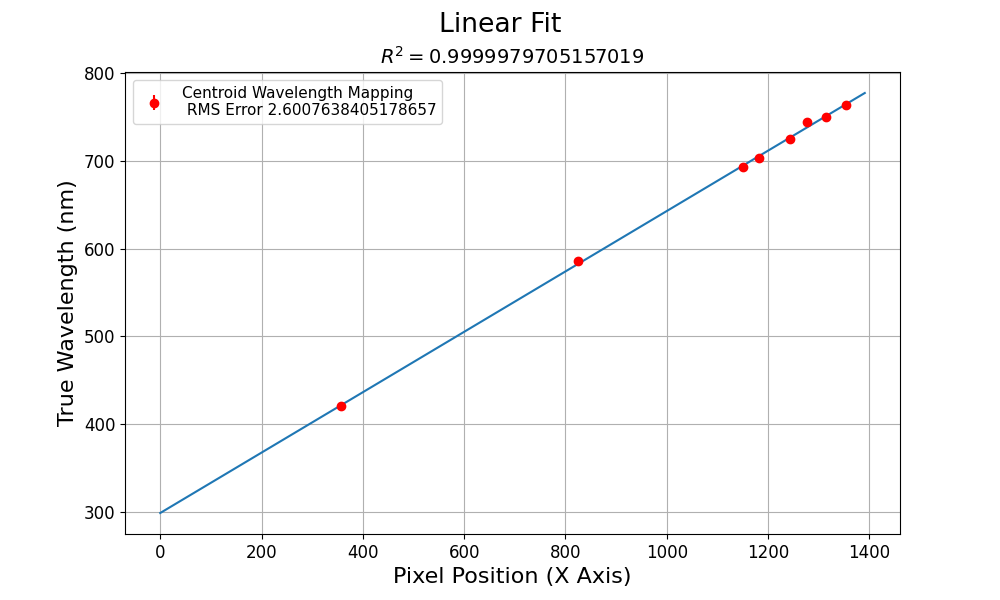 Linear Fit
R² = 0.9999979705157019
Centroid Wavelength Mapping
RMS Error 2.6007638405178657
True Wavelength (nm)
800
700
600
500
400
300
0 200 400 600 800 1000 1200 1400
Pixel Position (X Axis)